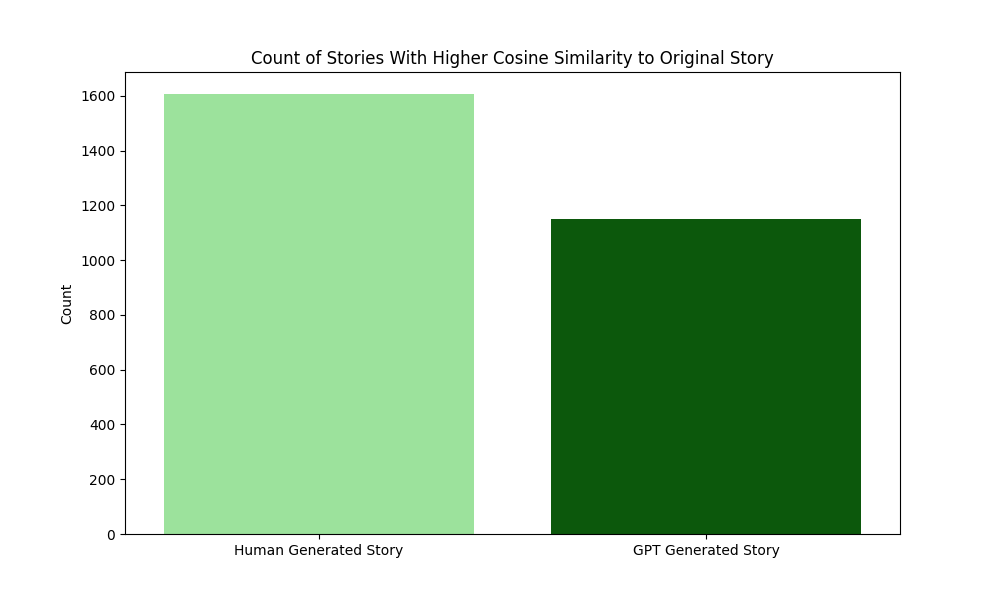 Count of Stories With Higher Cosine Similarity to Original Story
1600
1400
1200
1000
800
600
400
200
0
Count
Human Generated Story
GPT Generated Story